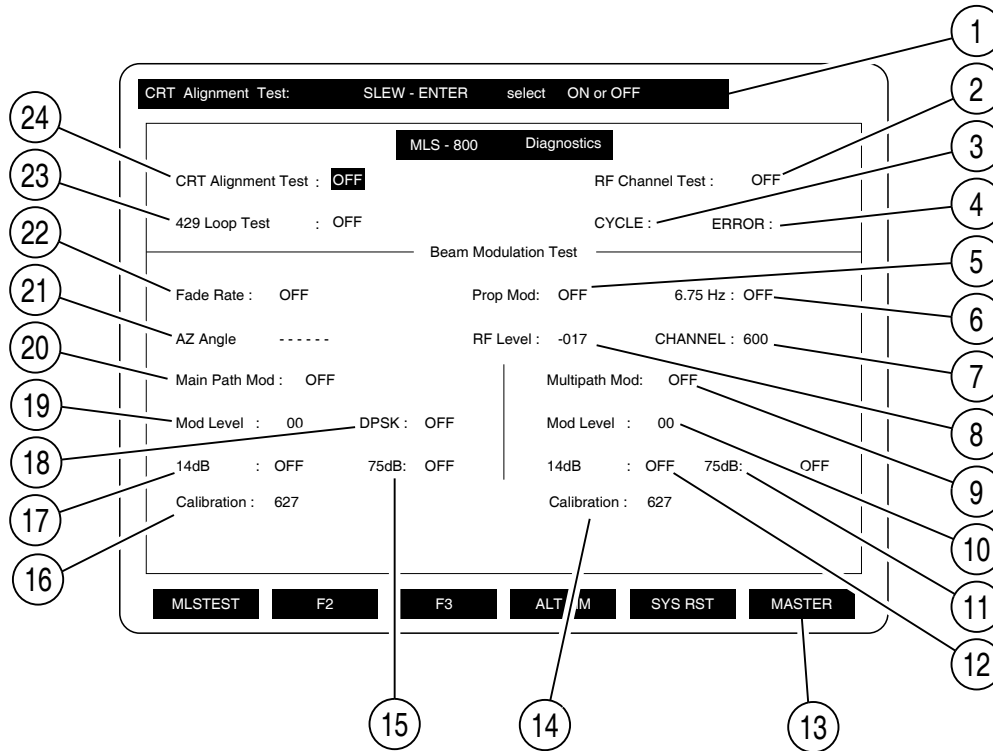 1
CRT Alignment Test: SLEW - ENTER select ON or OFF
2
24
MLS - 800 Diagnostics
3
CRT Alignment Test : OFF RF Channel Test : OFF
23
4
429 Loop Test : OFF CYCLE : ERROR :
22
Beam Modulation Test
5
21
Fade Rate : OFF Prop Mod: OFF 6.75 Hz : OFF
6
20
AZ Angle - - - - - - RF Level : -017 CHANNEL : 600
7
Main Path Mod : OFF Multipath Mod: OFF
19
8
Mod Level : 00 DPSK : OFF Mod Level : 00
18
9
14dB : OFF 75dB: OFF 14dB : OFF 75dB: OFF
17
Calibration : 627 Calibration : 627
10
16
11
MLSTEST F2 F3 SYS RST MASTER
12
15
14
13